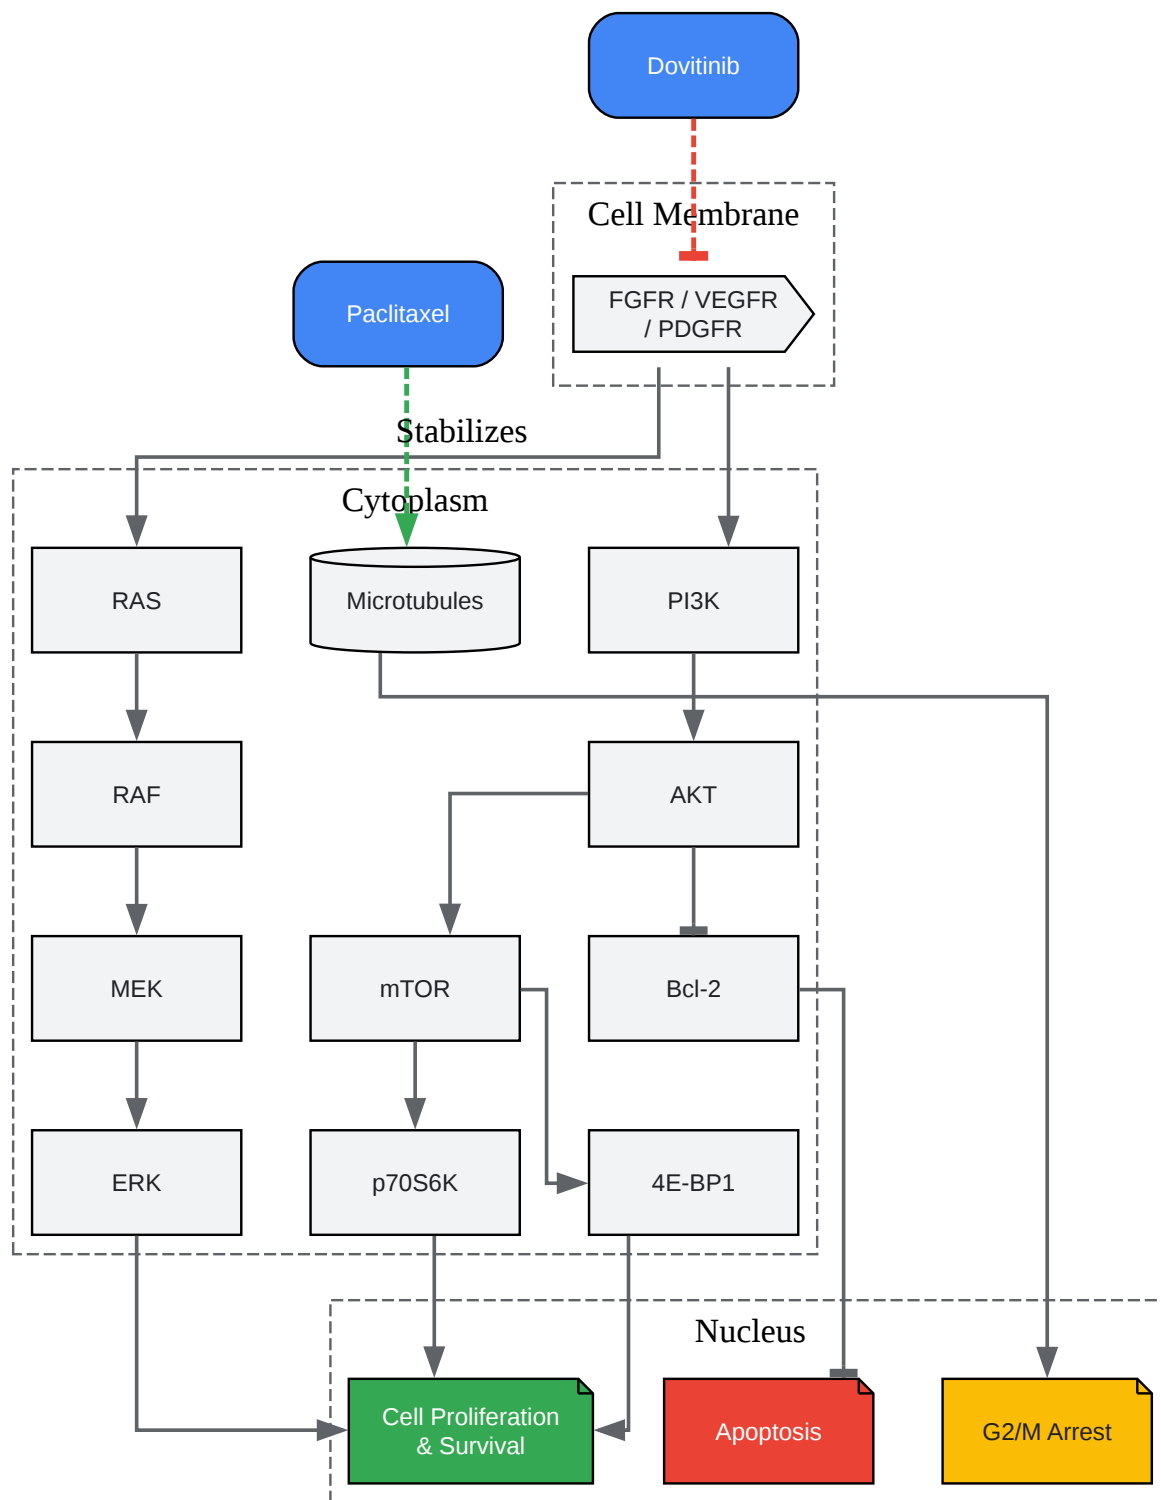 Dovitinib
Cell Membrane
Paclitaxel
FGFR / VEGFR
/ PDGFR
Stabilizes
Cytoplasm
RAS
Microtubules
PI3K
RAF
AKT
MEK
mTOR
Bcl-2
ERK
p70S6K
4E-BP1
Nucleus
Cell Proliferation
& Survival
Apoptosis
G2/M Arrest